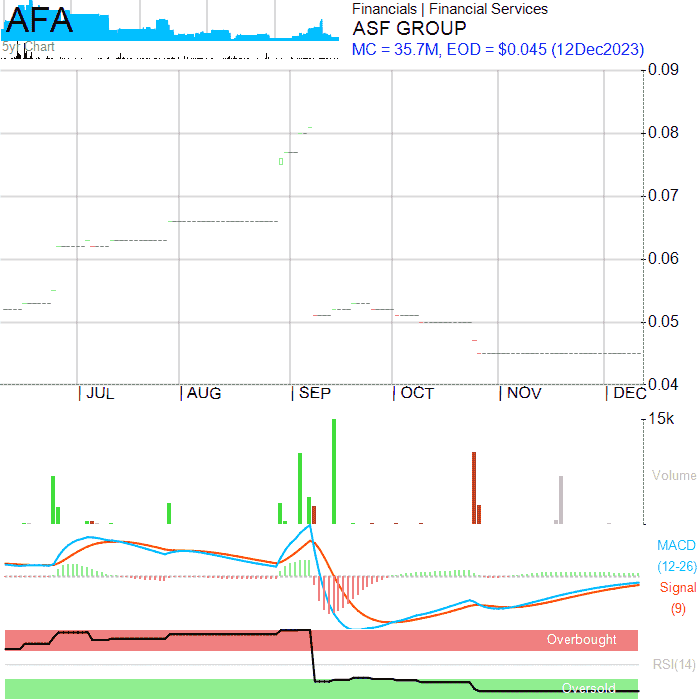 AFA
5yr Chart
Financials | Financial Services
ASF GROUP
MC = 35.7M, EOD = $0.045 (12Dec2023)
0.09
0.08
0.07
0.06
0.05
0.04
JUL AUG SEP OCT NOV DEC
15k
Volume
MACD
(12-26)
Signal
(9)
Overbought
RSI(14)
Oversold